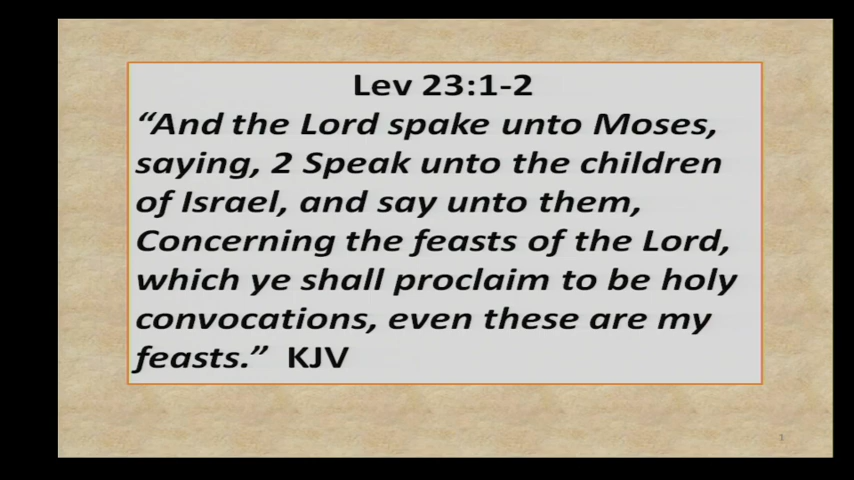 Lev 23:1-2
“And the Lord spake unto Moses,
saying, 2 Speak unto the children
of Israel, and say unto them,
Concerning the feasts of the Lord,
which ye shall proclaim to be holy
convocations, even these are my
feasts.” KJV
1